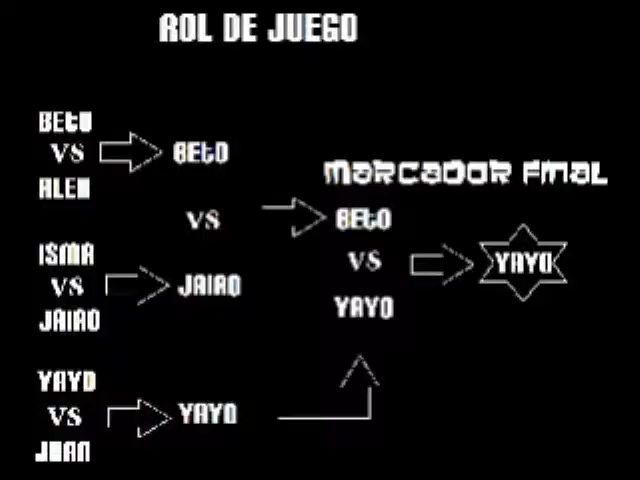 ROL DE JUEGO
BETO
VS
ALEX
BETO
VS
ISMA
VS
JAIRO
JAIRO
YAYO
VS
JUAN
YAYO
MARCADOR FINAL
BETO
VS
YAYO
YAYO